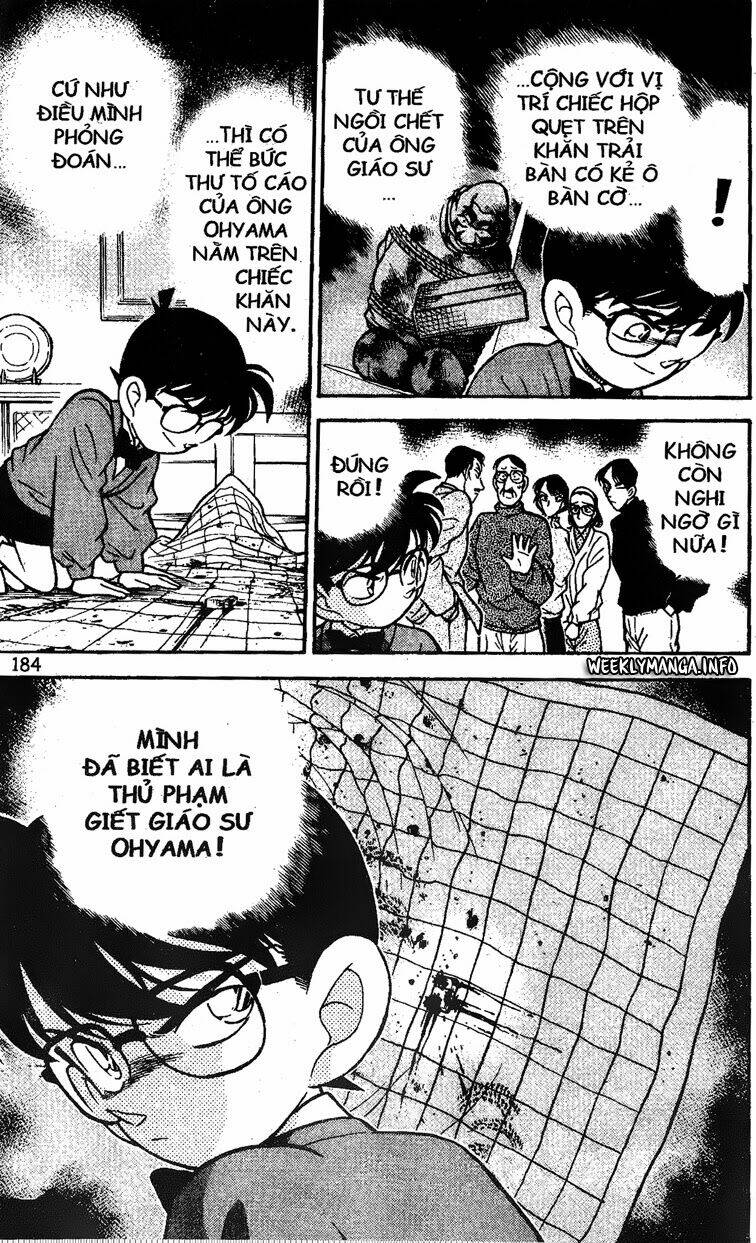 CỨ NHƯ
ĐIỀU MÌNH
PHỎNG
ĐOÁN...
...THÌ CÓ
THỂ BỨC
THƯ TỐ CÁO
CỦA ÔNG
OHYAMA
NẰM TRÊN
CHIẾC
KHĂN
NÀY.
TƯ THẾ
NGỒI CHẾT
CỦA ÔNG
GIÁO SƯ
...
...CỘNG VỚI VỊ
TRÍ CHIẾC HỘP
QUẸT TRÊN
KHĂN TRẢI
BÀN CÓ KẺ Ô
BÀN CỜ...
!
ĐÚNG
RỒI!
KHÔNG
CÒN
NGHI
NGỜ GÌ
NỮA!
184
WEEKLYMANGA.INFO
MÌNH
ĐÃ BIẾT AI LÀ
THỦ PHẠM
GIẾT GIÁO SƯ
OHYAMA!